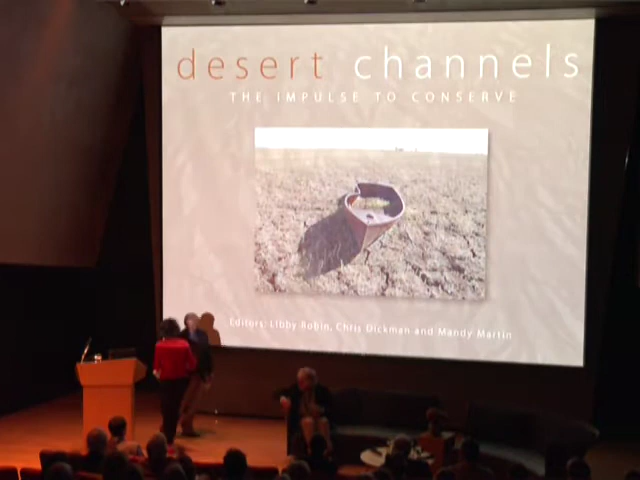 desert channels
THE IMPULSE TO CONSERVE
Editors: Libby Robin, Chris Dickman and Mandy Martin